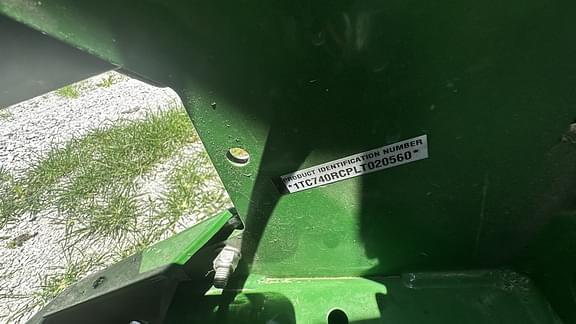 PRODUCT IDENTIFICATION NUMBER
*1TC740RCPLT020560*